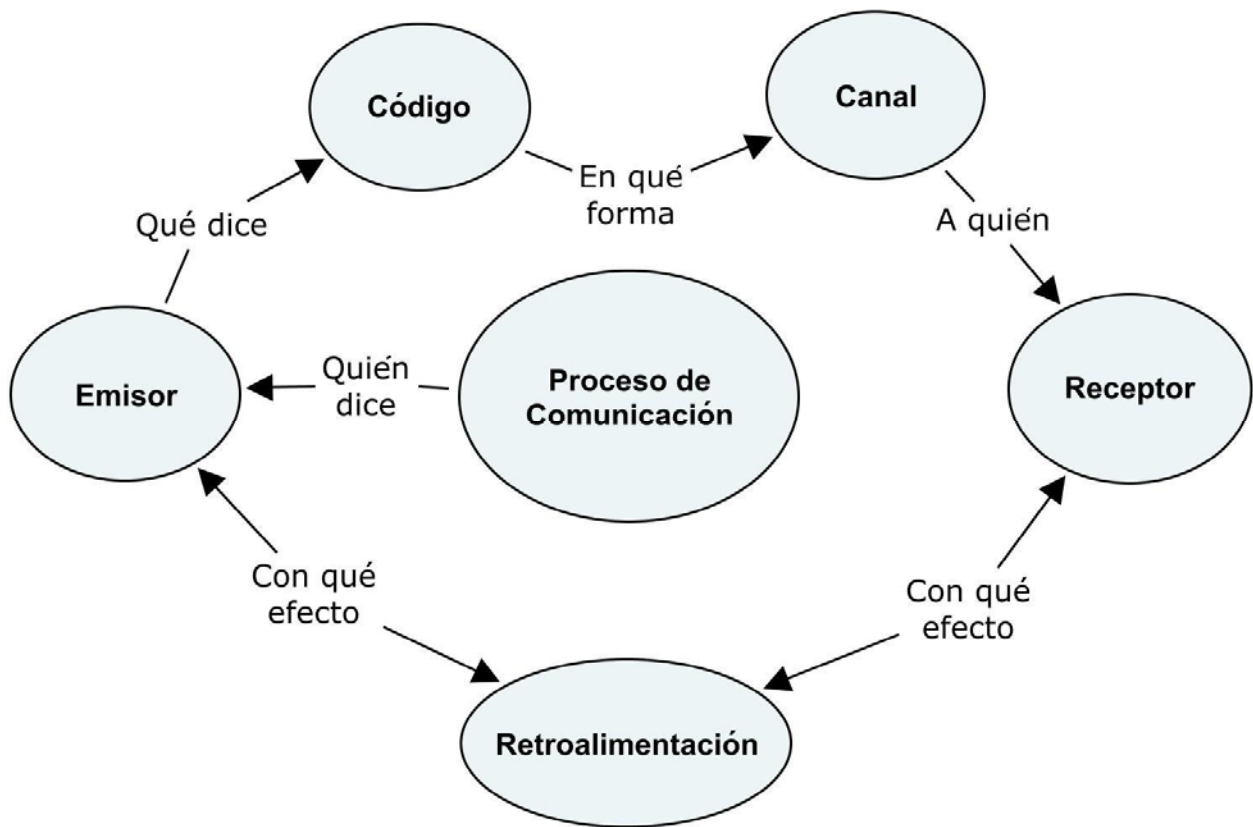 Código
Canal
En qué
forma
A quién
Qué dice
Proceso de
Comunicación
Quién
dice
Emisor
Receptor
Con qué
efecto
Con qué
efecto
Retroalimentación